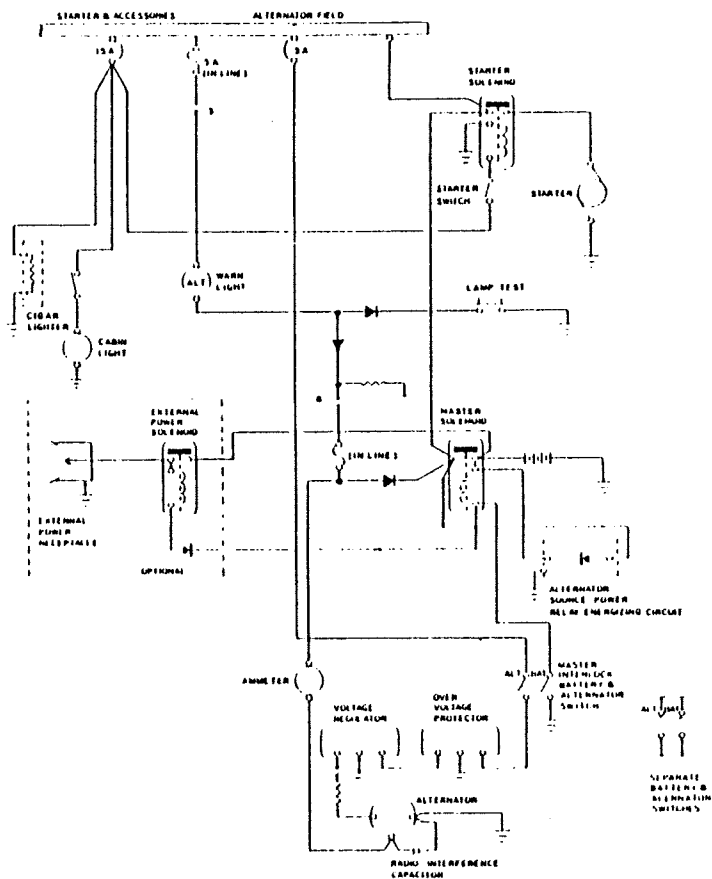 STARTER & ACCESSOMES
ALTERNATOR FIELD
15A
5 A
[IN LINE]
5A
STARTER
SOLENOID
STARTER
SWITCH
STARTER
(ALT)
WARN
LIGHT
LAMP TEST
CIGAR
LIGHTER
CABIN
LIGHT
EXTERNAL
POWER
SOLENOID
MASTER
SOLENOID
[IN LINE]
EXTERNAL
POWER
RECEPTACLE
OPTIONAL
ALTERNATOR
SOURCE POWER
RELAY ENERGIZING CIRCUIT
AMMETER
ALT
BAT
MASTER
INTERLOCK
BATTERY &
ALTERNATOR
SWITCH
VOLTAGE
REGULATOR
OVER
VOLTAGE
PROTECTOR
ALT
BAT
SEPARATE
BATTERY &
ALTERNATOR
SWITCHES
ALTERNATOR
RADIO INTERFERENCE
CAPACITOR